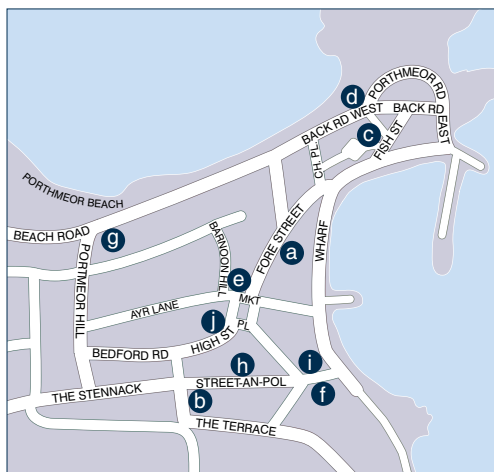 PORTHMEOR RD
d
BACK RD WEST
BACK RD
EAST
c
FISH ST
CH. PL.
PORTHMEOR BEACH
BEACH ROAD
g
PORTMEOR HILL
BARNOON HILL
FORE STREET
a
WHARF
e
MKT
PL
AYR LANE
j
HIGH ST
BEDFORD RD
h
i
THE STENNACK
STREET-AN-POL
b
f
THE TERRACE